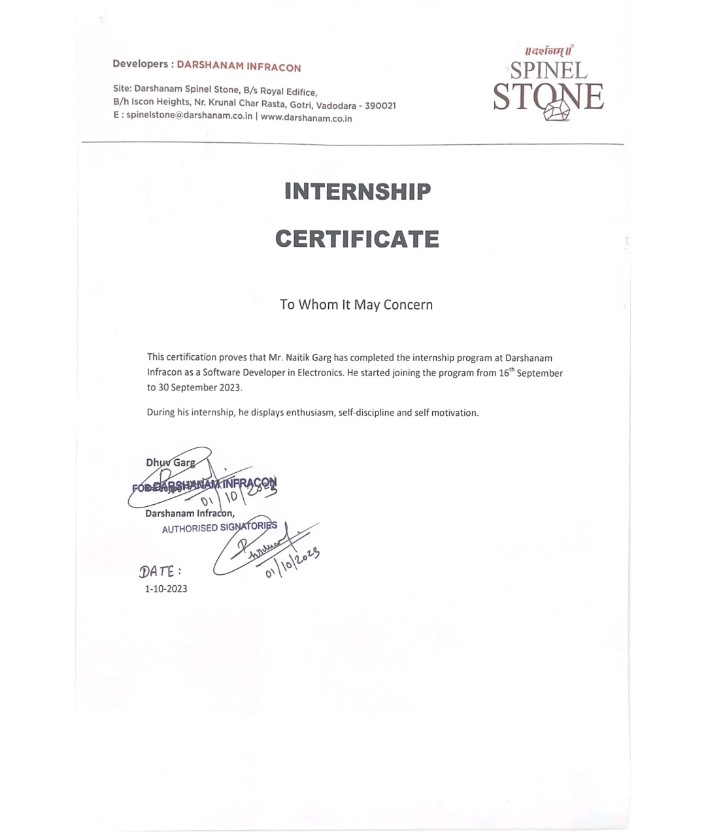 Developers : DARSHANAM INFRACON
Site: Darshanam Spinel Stone, B/s Royal Edifice,
B/h Iscon Heights, Nr. Krunal Char Rasta, Gotri, Vadodara - 390021
E : spinelstone@darshanam.co.in | www.darshanam.co.in
॥दर्शनम्॥
SPINEL
STONE
INTERNSHIP
CERTIFICATE
To Whom It May Concern
This certification proves that Mr. Naitik Garg has completed the internship program at Darshanam
Infracon as a Software Developer in Electronics. He started joining the program from 16th September
to 30 September 2023.
During his internship, he displays enthusiasm, self-discipline and self motivation.
Dhuv Garg
FOR DARSHANAM INFRACON
01/10/2023
Darshanam Infracon,
AUTHORISED SIGNATORIES
01/10/2023
DATE :
1-10-2023